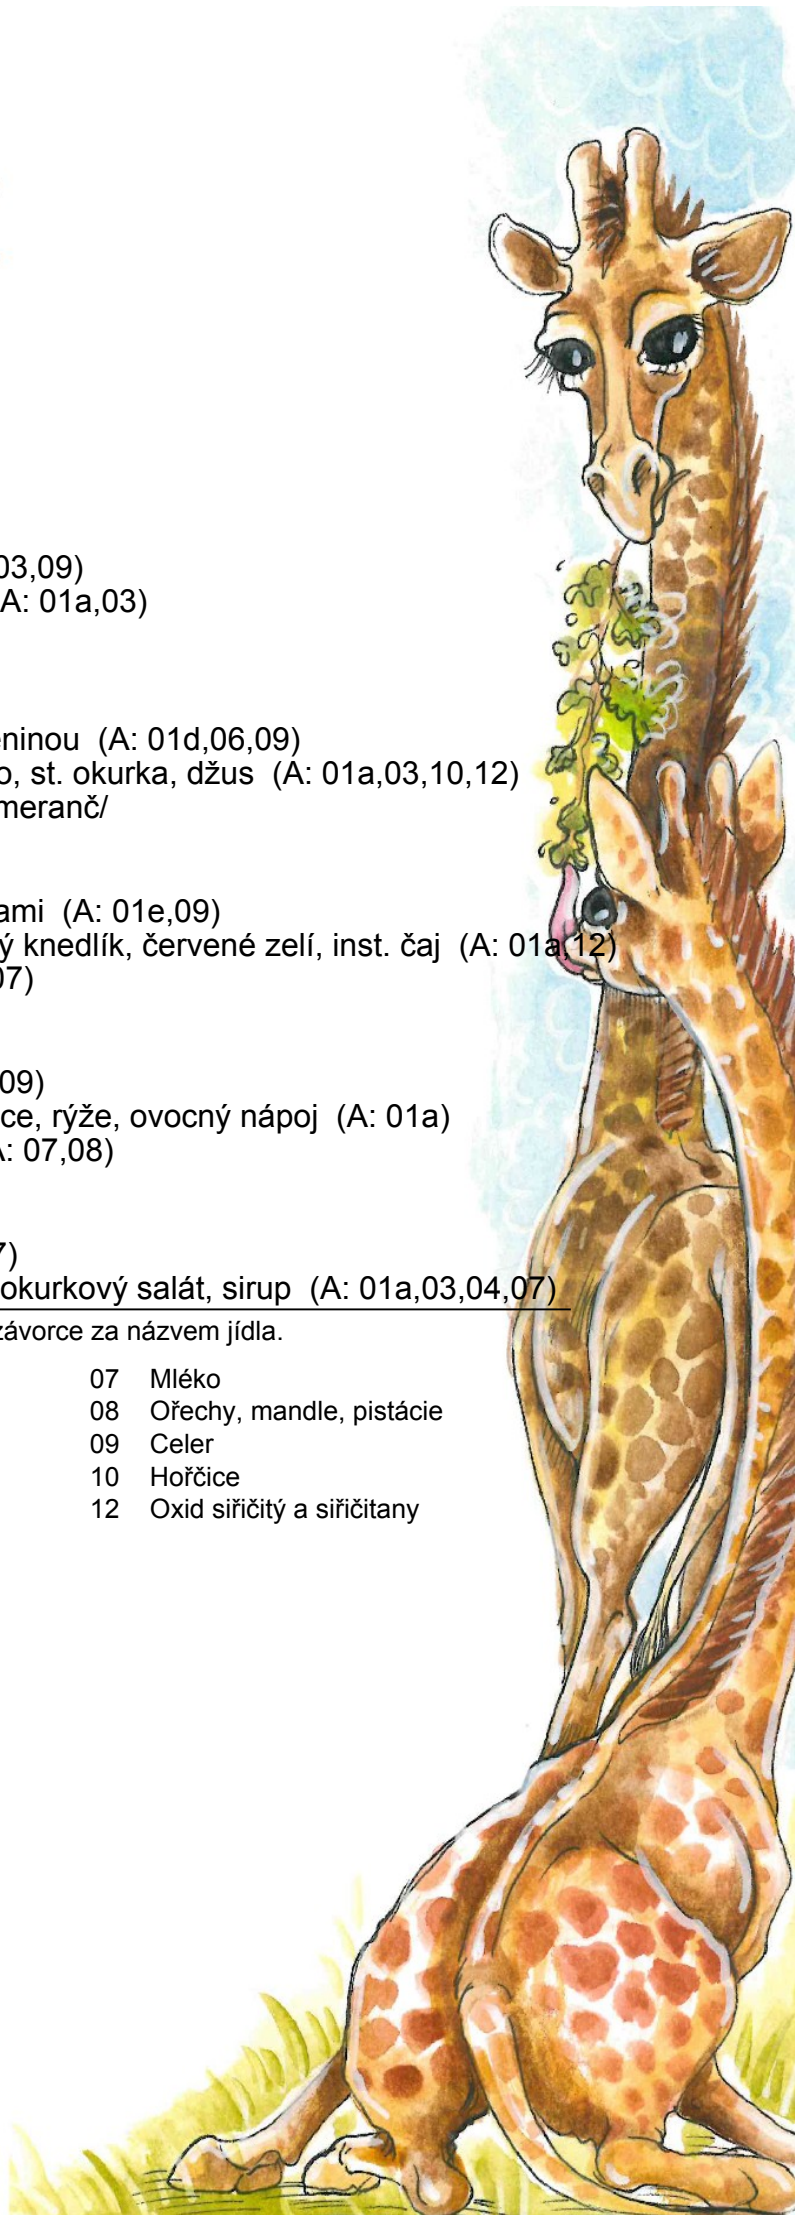 03,09)
(A: 01a,03)
eninou (A: 01d,06,09)
o, st. okurka, džus (A: 01a,03,10,12)
meranč/
ami (A: 01e,09)
ý knedlík, červené zelí, inst. čaj (A: 01a,12)
07)
09)
ce, rýže, ovocný nápoj (A: 01a)
A: 07,08)
7)
okurkový salát, sirup (A: 01a,03,04,07)
závorce za názvem jídla.
07 Mléko
08 Ořechy, mandle, pistácie
09 Celer
10 Hořčice
12 Oxid siřičitý a siřičitany